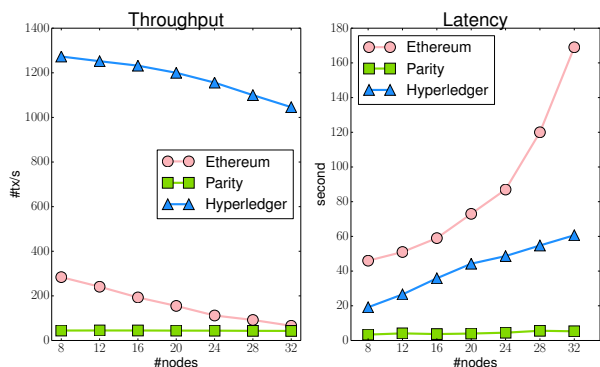 Throughput
1400
1200
1000
800
600
400
200
0
#tx/s
Ethereum
Parity
Hyperledger
8 12 16 20 24 28 32
#nodes
Latency
180
160
140
120
100
80
60
40
20
0
second
Ethereum
Parity
Hyperledger
8 12 16 20 24 28 32
#nodes